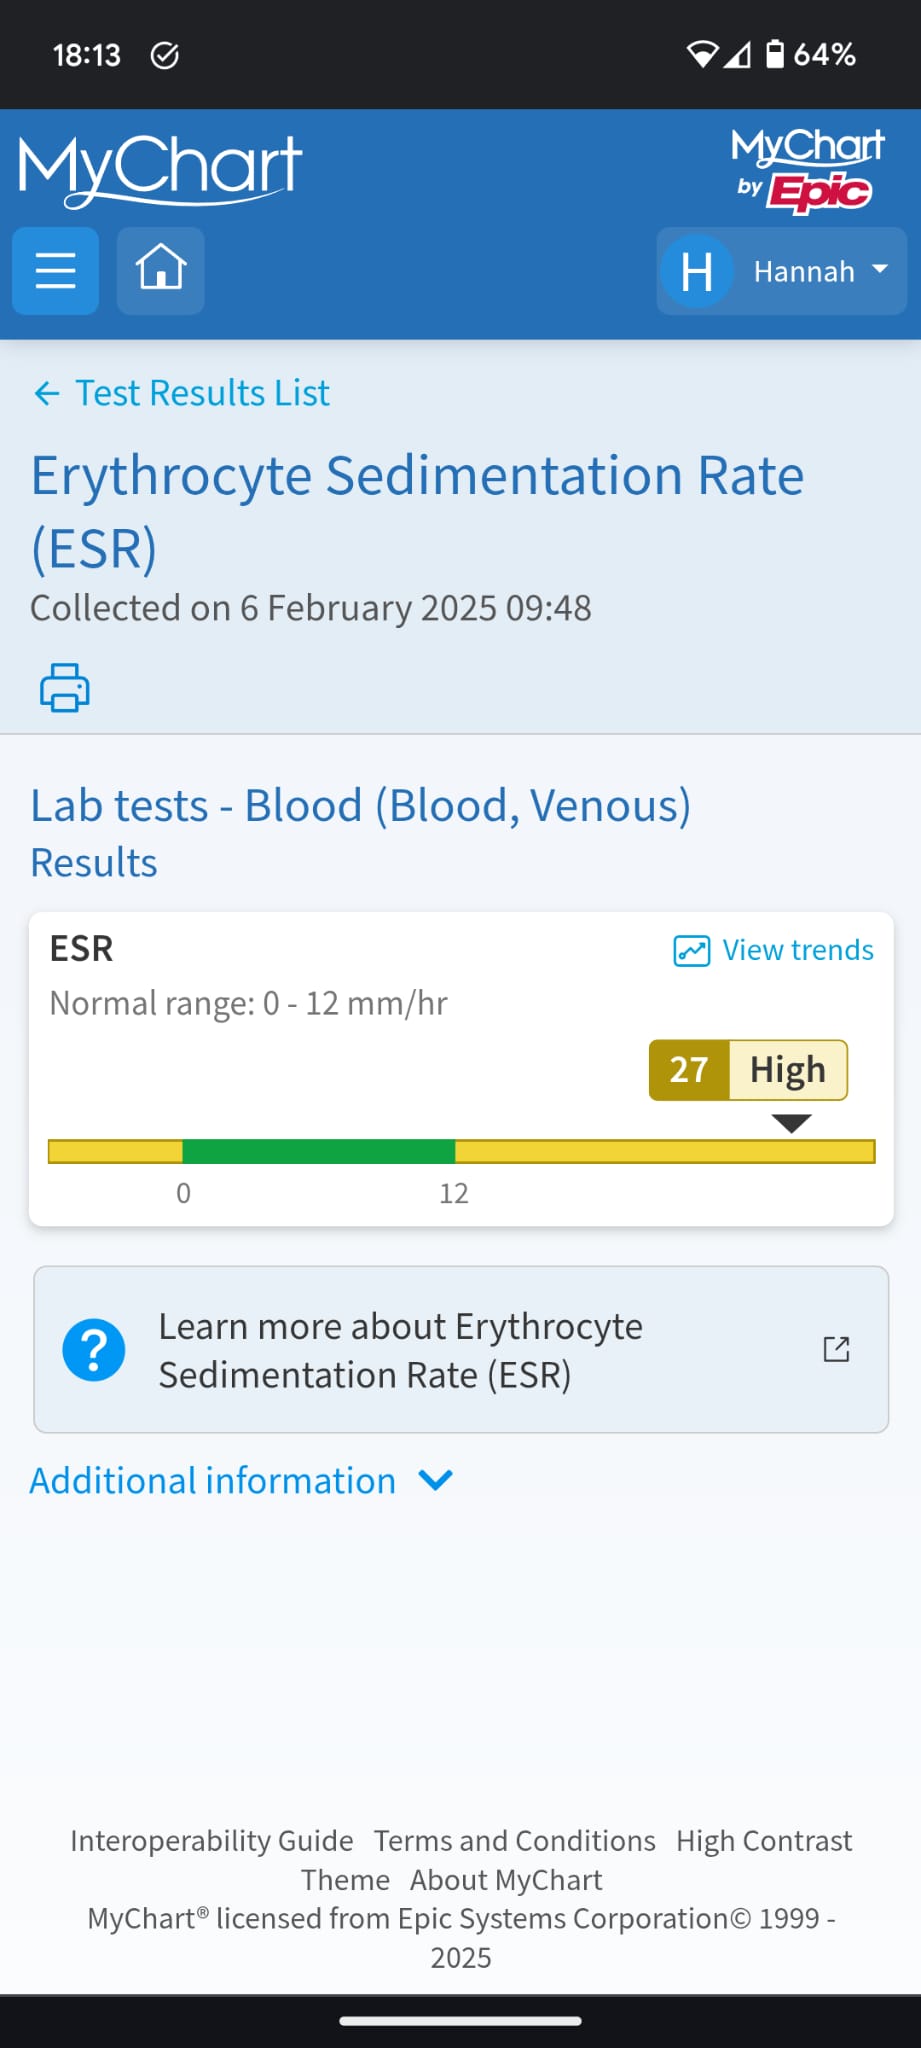 18:13 64%
MyChart
MyChart
by Epic
H Hannah
← Test Results List
Erythrocyte Sedimentation Rate
(ESR)
Collected on 6 February 2025 09:48
Lab tests - Blood (Blood, Venous)
Results
ESR View trends
Normal range: 0 - 12 mm/hr
27 High
0 12
? Learn more about Erythrocyte
Sedimentation Rate (ESR)
Additional information
Interoperability Guide Terms and Conditions High Contrast
Theme About MyChart
MyChart® licensed from Epic Systems Corporation© 1999 -
2025